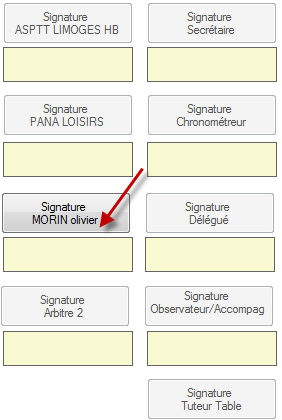 Signature
ASPTT LIMOGES HB
Signature
Secrétaire
Signature
PANA LOISIRS
Signature
Chronométreur
Signature
MORIN olivier
Signature
Délégué
Signature
Arbitre 2
Signature
Observateur/Accompag
Signature
Tuteur Table